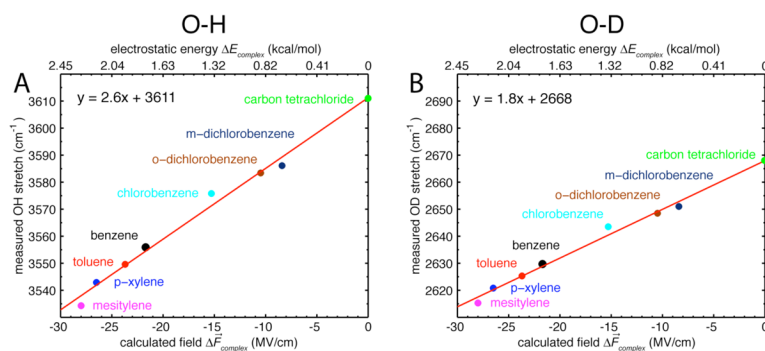 O-H
electrostatic energy ΔE_complex (kcal/mol)
2.45 2.04 1.63 1.32 0.82 0.41 0
A
y = 2.6x + 3611
carbon tetrachloride
m-dichlorobenzene
o-dichlorobenzene
chlorobenzene
benzene
toluene
p-xylene
mesitylene
measured OH stretch (cm⁻¹)
3610
3600
3590
3580
3570
3560
3550
3540
-30 -25 -20 -15 -10 -5 0
calculated field ΔF⃗_complex (MV/cm)
O-D
electrostatic energy ΔE_complex (kcal/mol)
2.45 2.04 1.63 1.32 0.82 0.41 0
B
y = 1.8x + 2668
carbon tetrachloride
m-dichlorobenzene
o-dichlorobenzene
chlorobenzene
benzene
toluene
p-xylene
mesitylene
measured OD stretch (cm⁻¹)
2690
2680
2670
2660
2650
2640
2630
2620
-30 -25 -20 -15 -10 -5 0
calculated field ΔF⃗_complex (MV/cm)